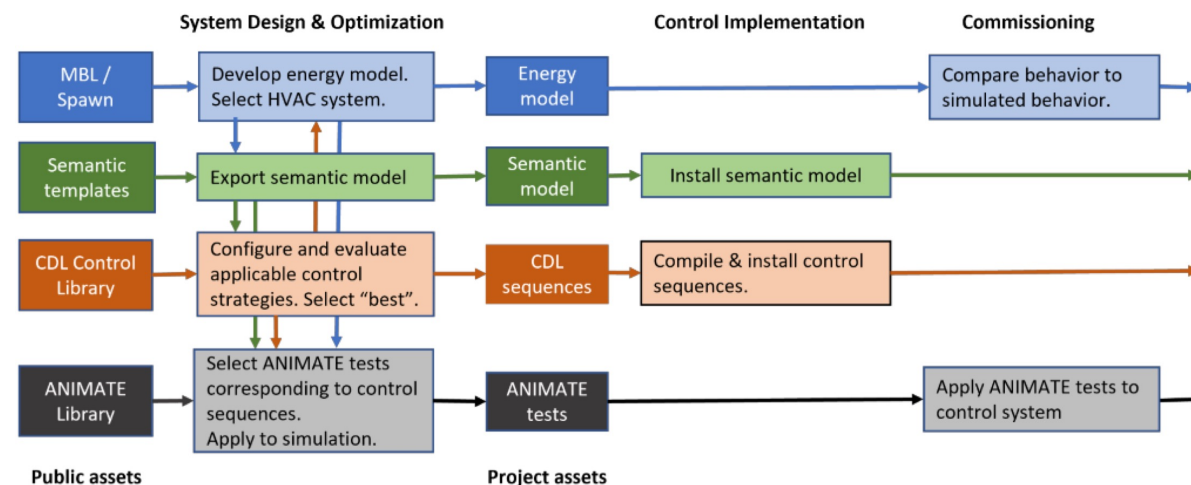 System Design & Optimization
Control Implementation
Commissioning
MBL /
Spawn
Develop energy model.
Select HVAC system.
Energy
model
Compare behavior to
simulated behavior.
Semantic
templates
Export semantic model
Semantic
model
Install semantic model
CDL Control
Library
Configure and evaluate
applicable control
strategies. Select “best”.
CDL
sequences
Compile & install control
sequences.
ANIMATE
Library
Select ANIMATE tests
corresponding to control
sequences.
Apply to simulation.
ANIMATE
tests
Apply ANIMATE tests to
control system
Public assets
Project assets